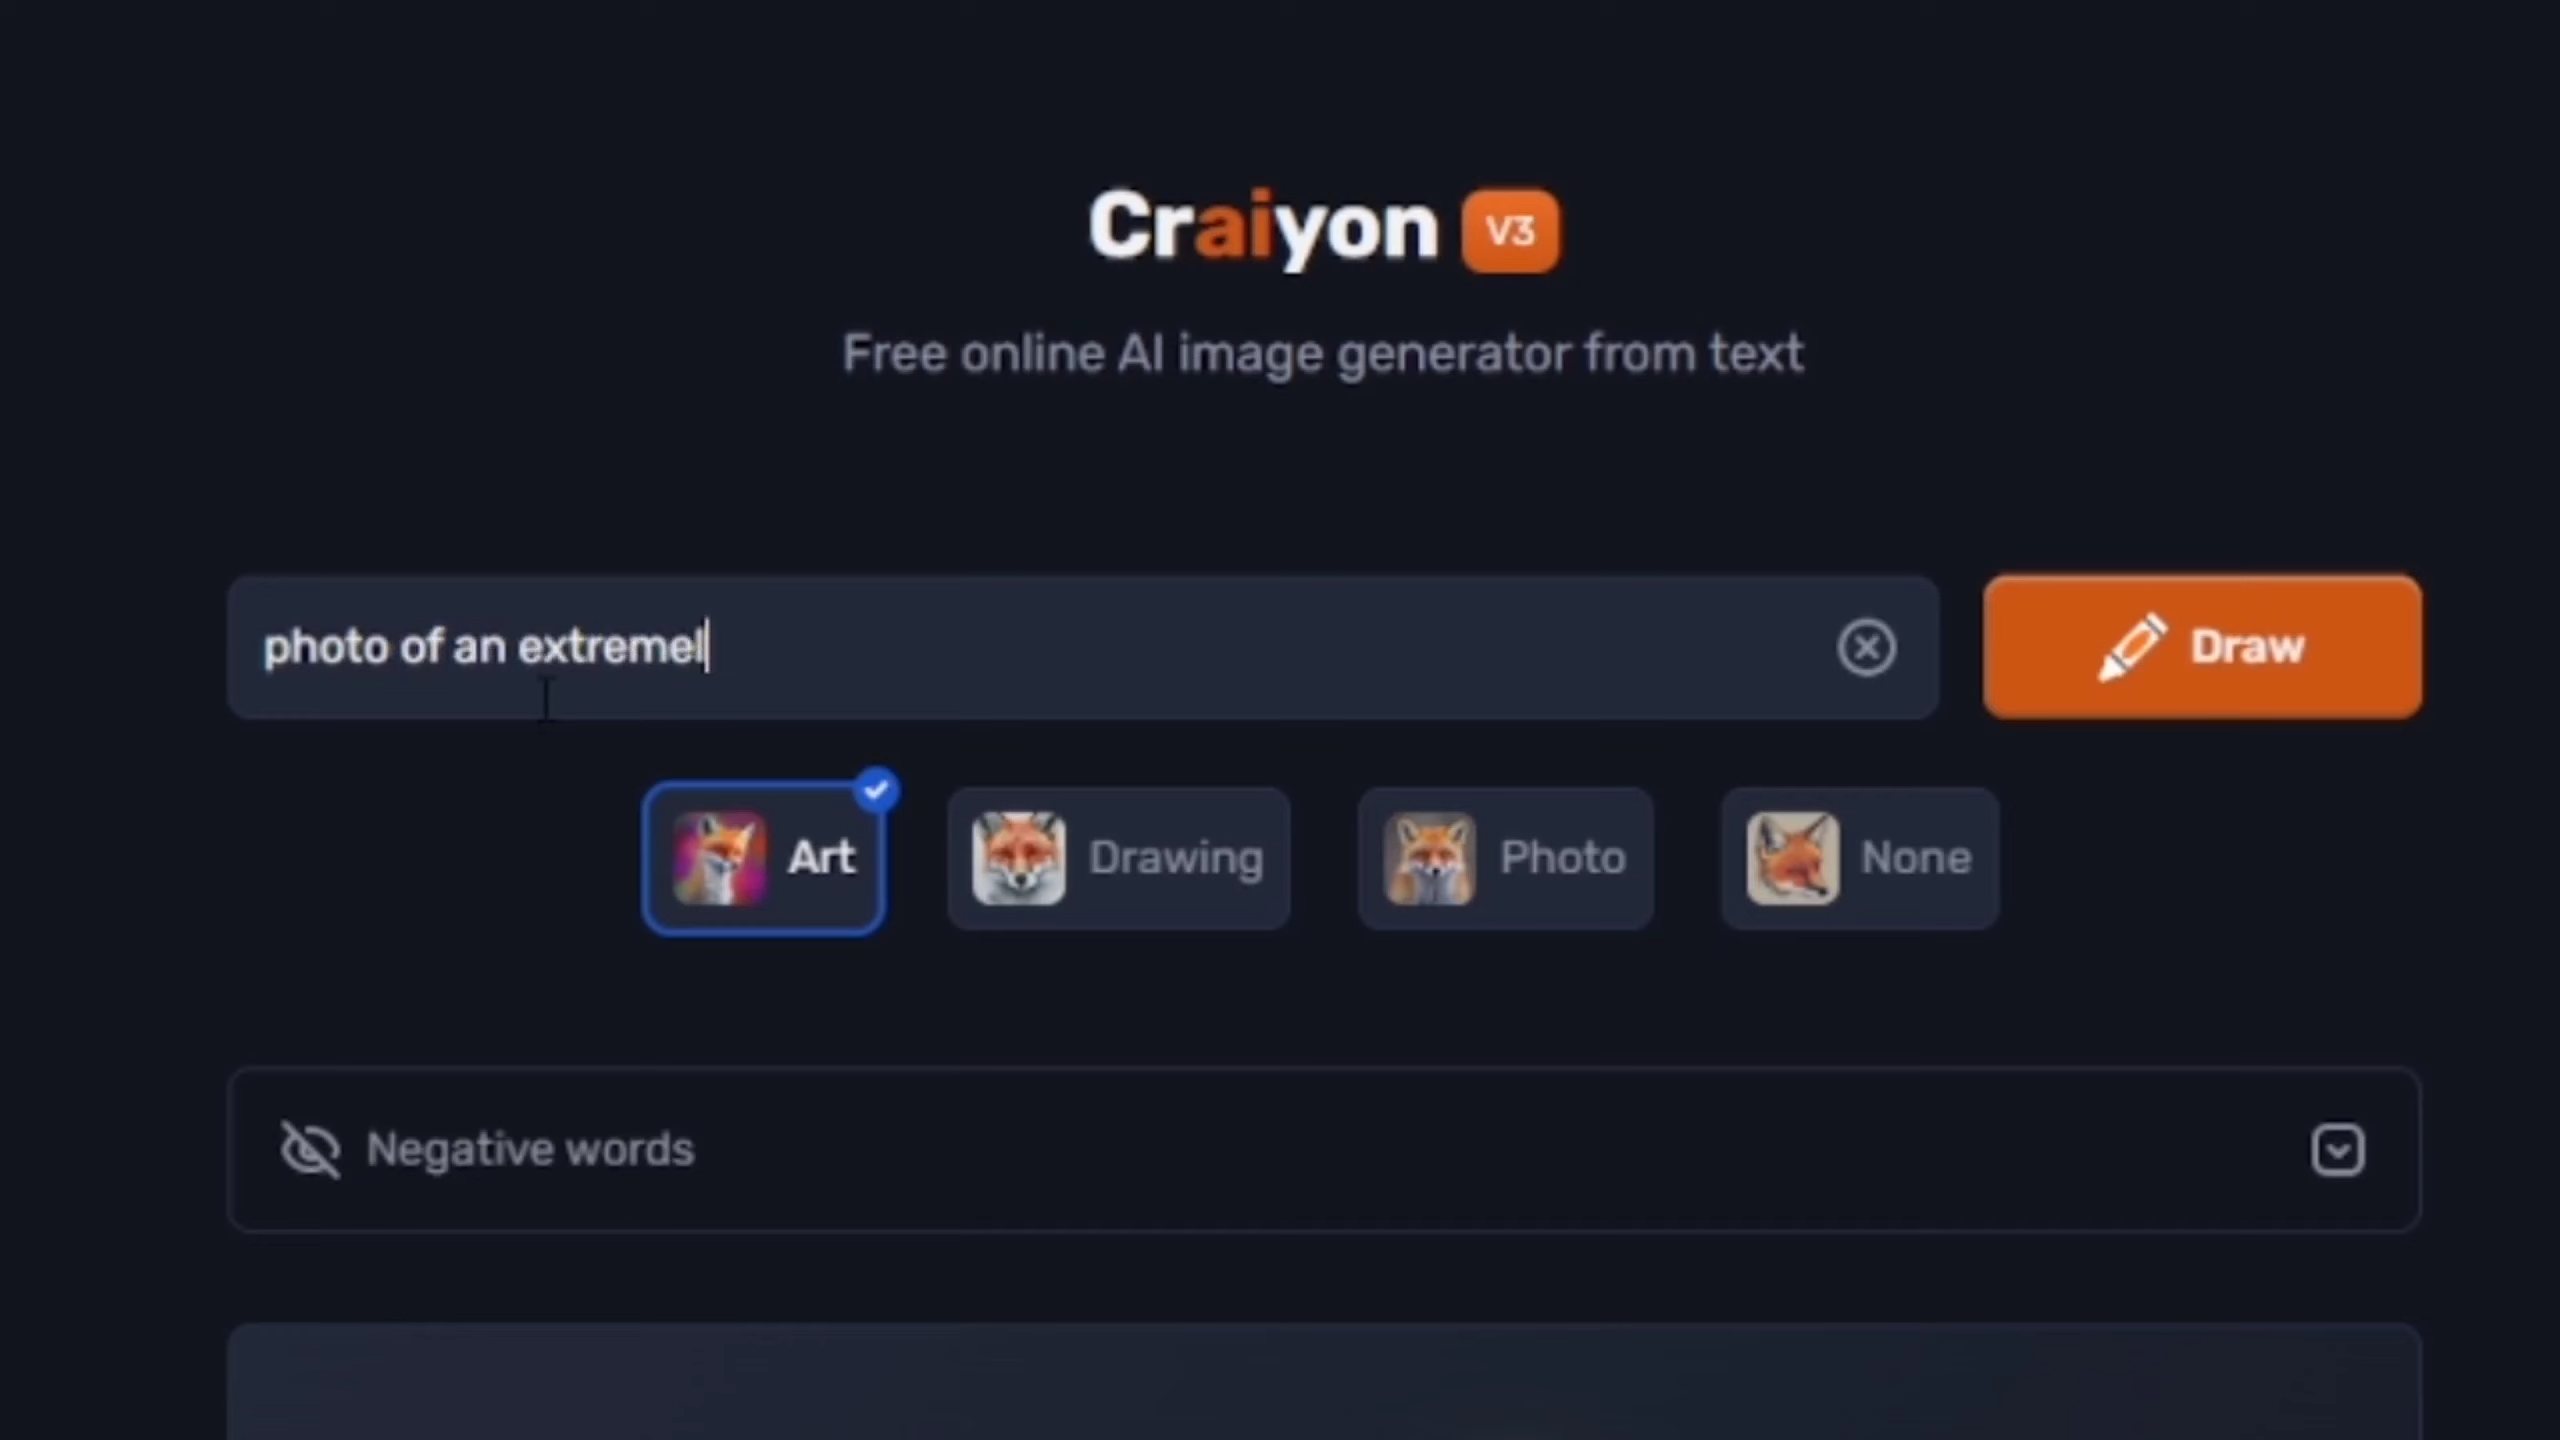 Craiyon V3
Free online AI image generator from text
photo of an extremel
Draw
Art Drawing Photo None
Negative words